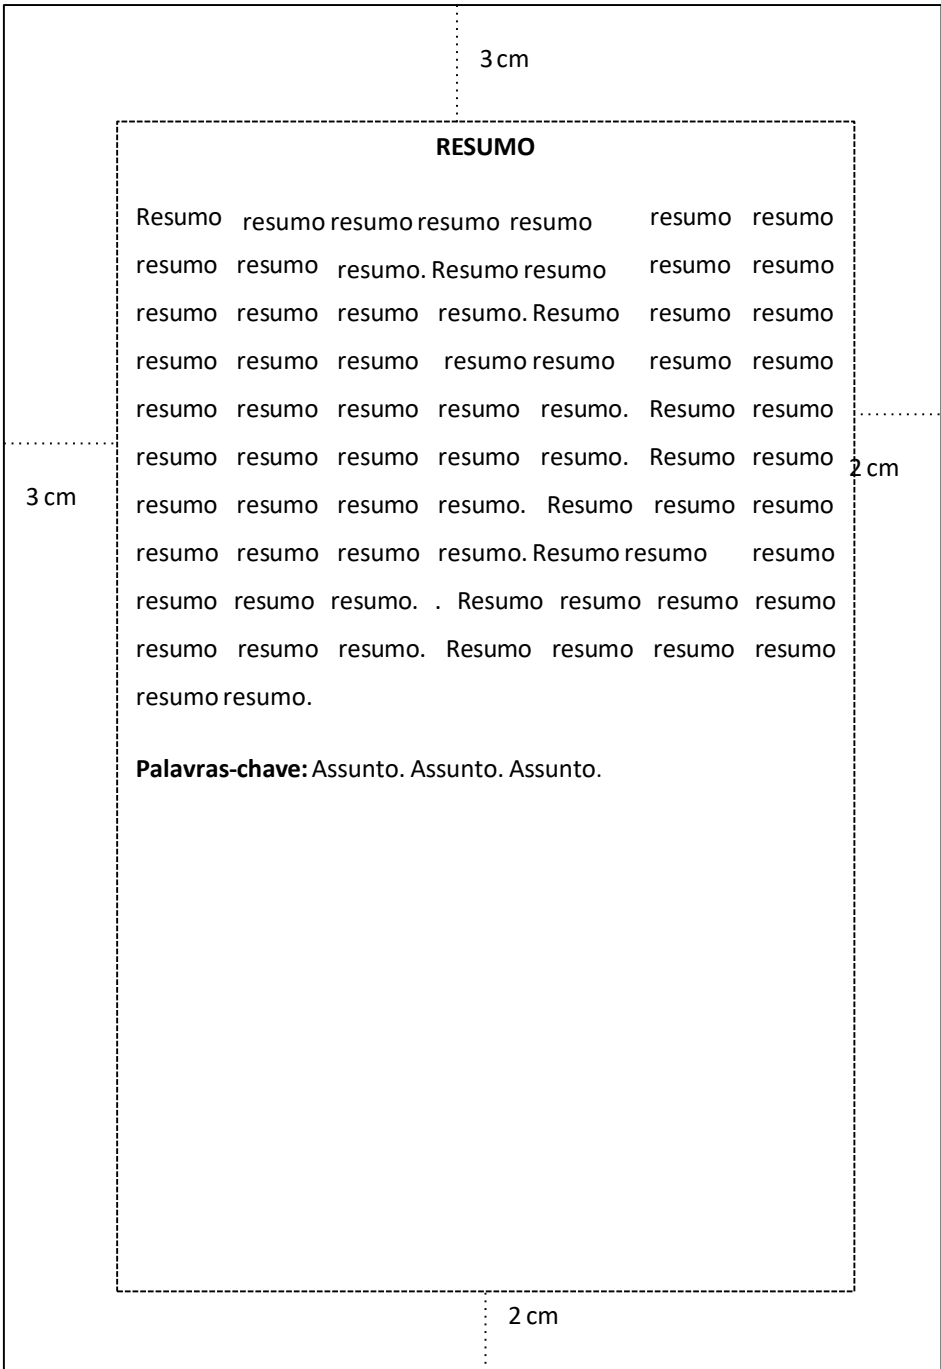 3 cm
RESUMO
Resumo resumo resumo resumo resumo resumo resumo
resumo resumo resumo. Resumo resumo resumo resumo
resumo resumo resumo resumo. Resumo resumo resumo
resumo resumo resumo resumo resumo resumo resumo
resumo resumo resumo resumo resumo. Resumo resumo
resumo resumo resumo resumo resumo. Resumo resumo
2 cm
3 cm
resumo resumo resumo resumo. Resumo resumo resumo
resumo resumo resumo resumo. Resumo resumo resumo
resumo resumo resumo. . Resumo resumo resumo resumo
resumo resumo resumo. Resumo resumo resumo resumo
resumo resumo.
Palavras-chave: Assunto. Assunto. Assunto.
2 cm